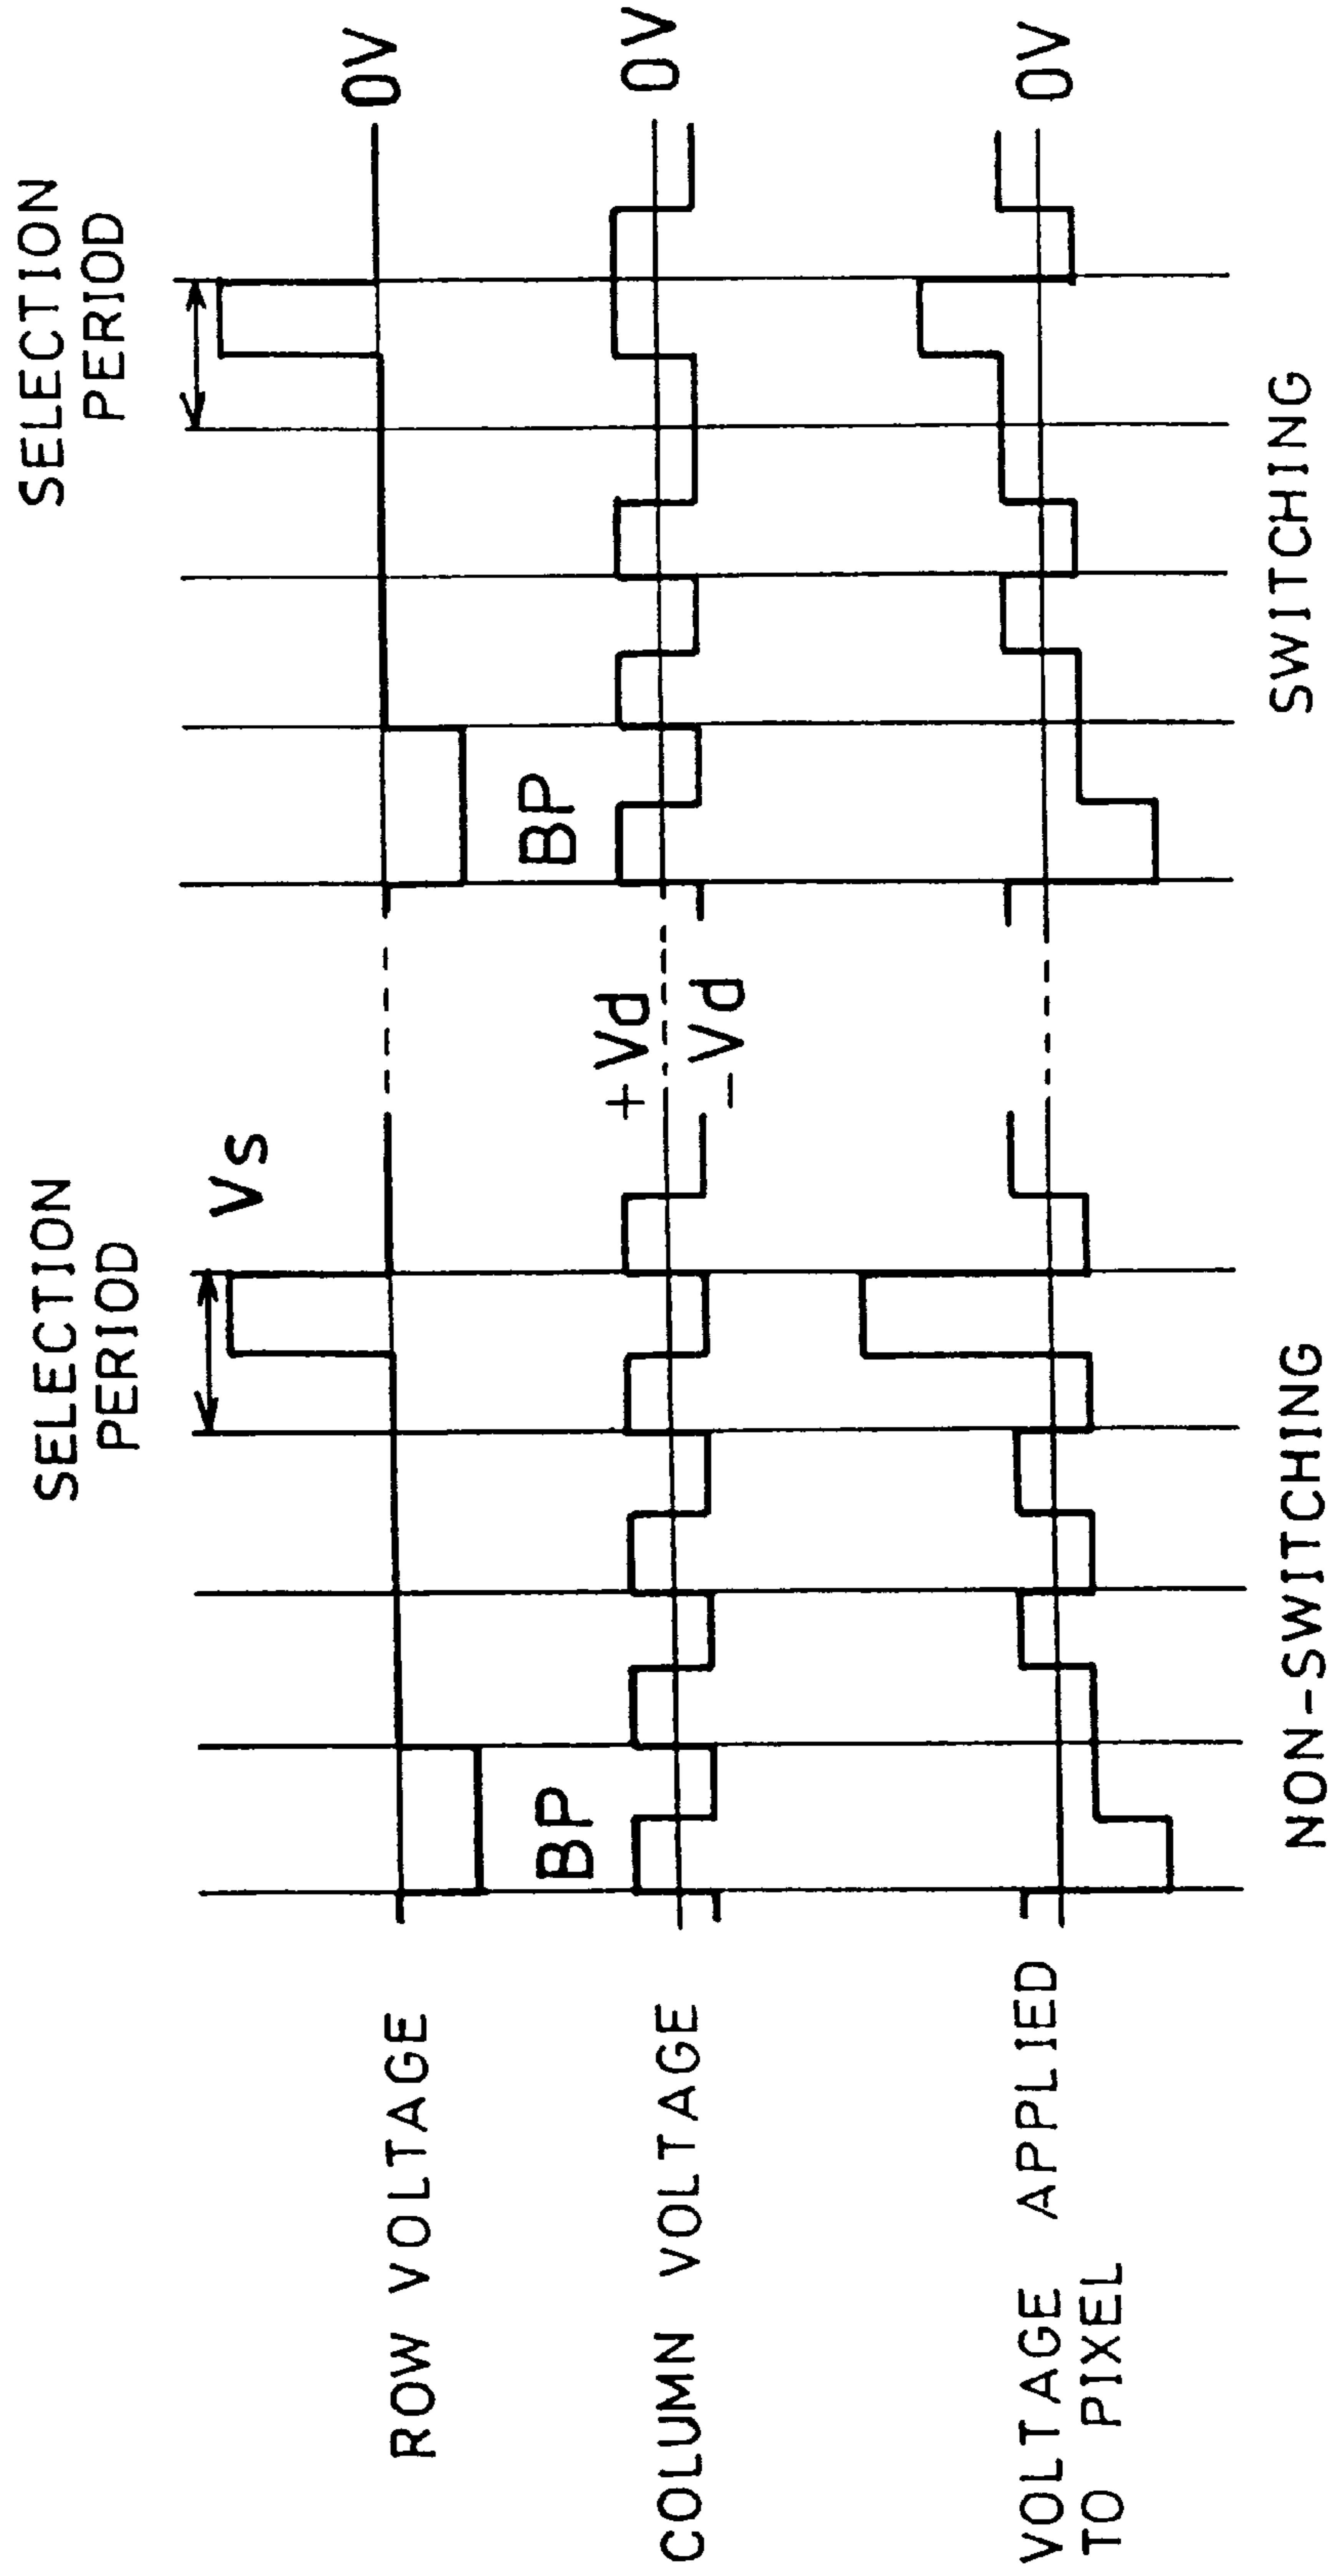 SELECTION
PERIOD
Vs
SELECTION
PERIOD
ROW VOLTAGE
0V
BP
BP
COLUMN VOLTAGE
+Vd
-Vd
0V
VOLTAGE APPLIED
TO PIXEL
0V
NON-SWITCHING
SWITCHING